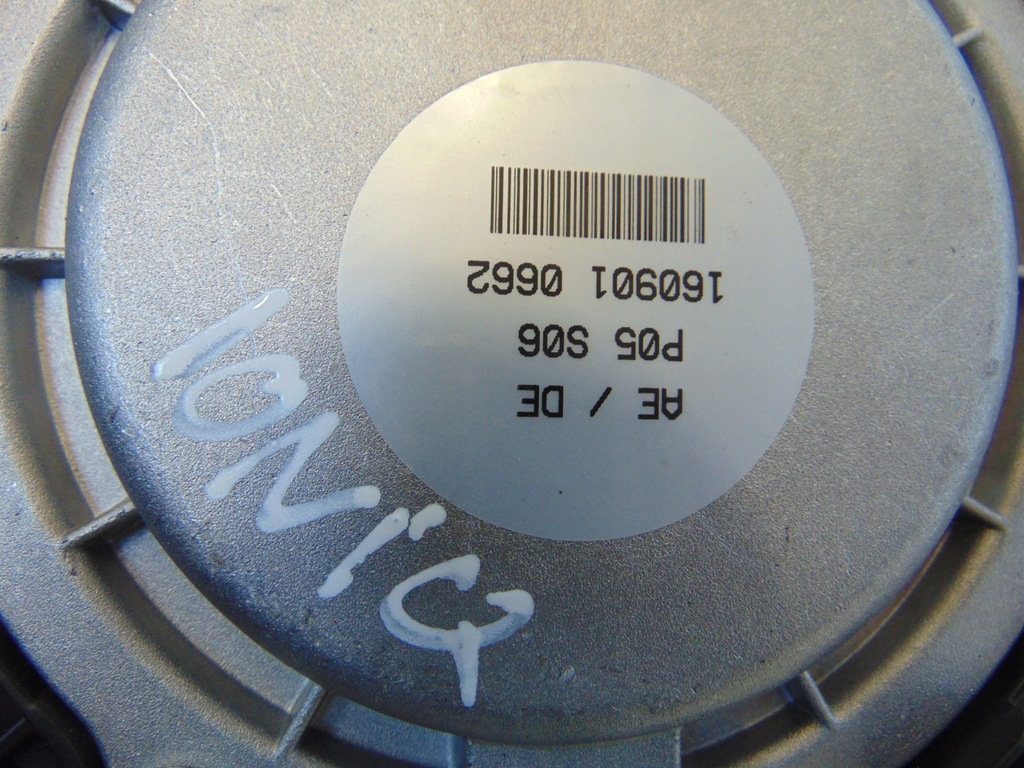 AE / DE
P05 S06
160901 0662
IONiQ